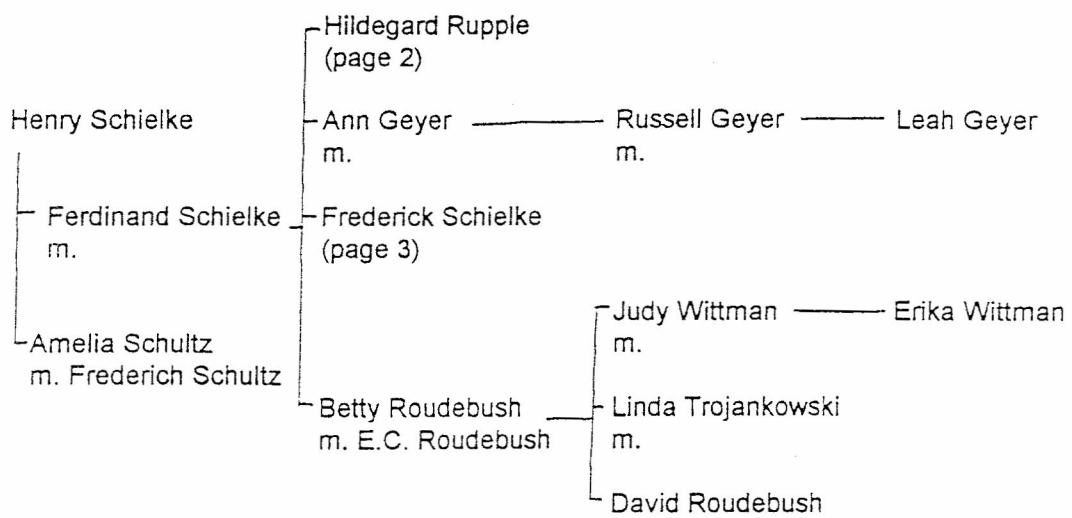 Hildegard Rupple
(page 2)
Henry Schielke
Ann Geyer
m.
Russell Geyer
m.
Leah Geyer
Ferdinand Schielke
m.
Frederick Schielke
(page 3)
Amelia Schultz
m. Frederich Schultz
Judy Wittman
m.
Erika Wittman
Betty Roudebush
m. E.C. Roudebush
Linda Trojankowski
m.
David Roudebush